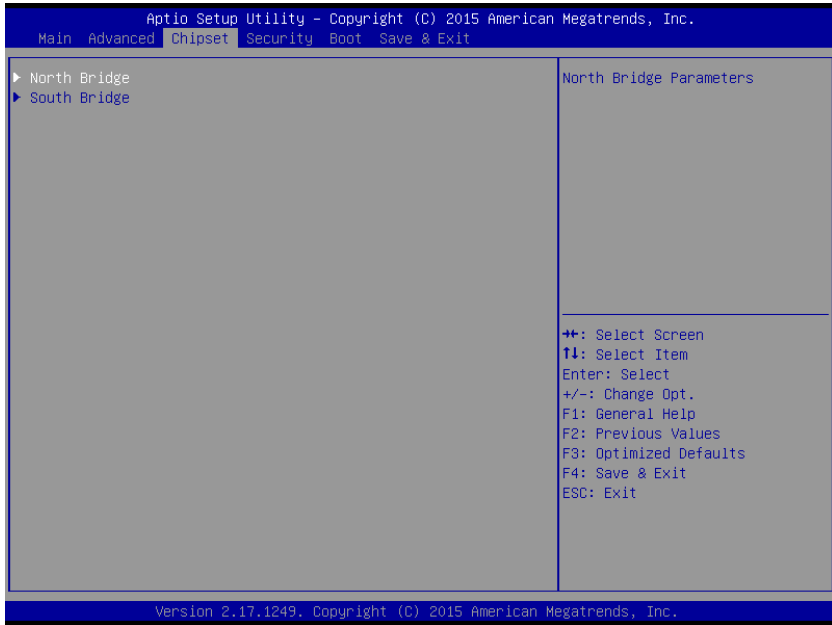 Aptio Setup Utility – Copyright (C) 2015 American Megatrends, Inc.
Main Advanced Chipset Security Boot Save & Exit
▶ North Bridge
▶ South Bridge
North Bridge Parameters
→←: Select Screen
↑↓: Select Item
Enter: Select
+/-: Change Opt.
F1: General Help
F2: Previous Values
F3: Optimized Defaults
F4: Save & Exit
ESC: Exit
Version 2.17.1249. Copyright (C) 2015 American Megatrends, Inc.